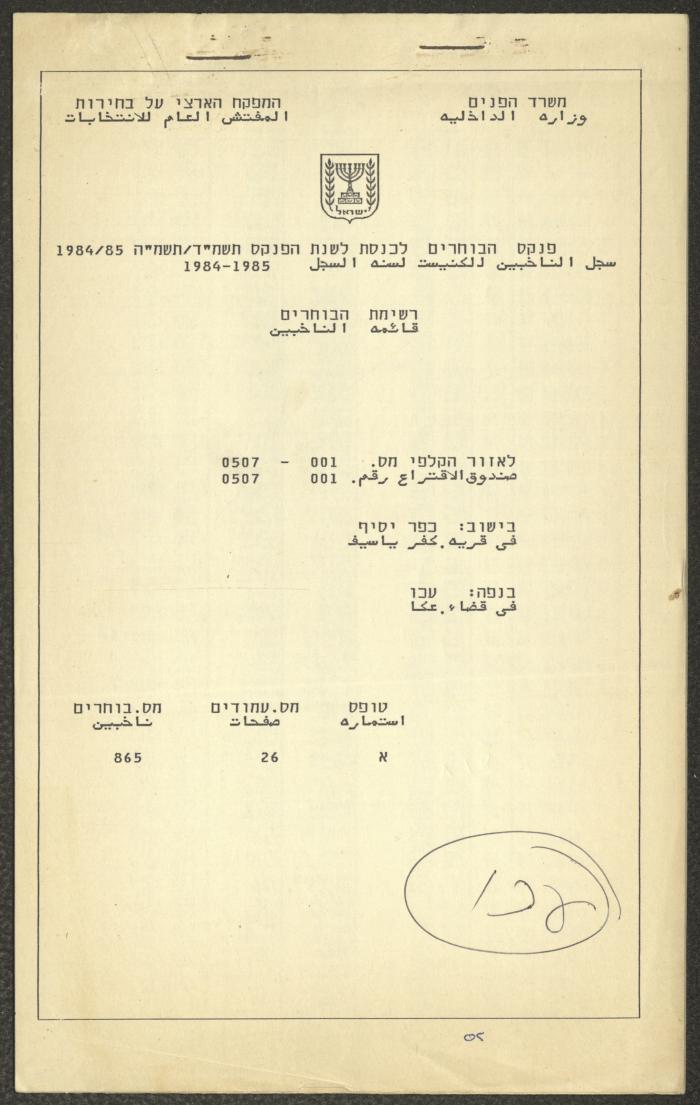 משרד הפנים
وزاره الداخليه
המפקח הארצי על בחירות
المفتش العام للانتخابات
ישראל
פנקס הבוחרים לכנסת לשנת הפנקס תשמ"ד/תשמ"ה 1984/85
سجل الناخبين للكنيست لسنه السجل 1984-1985
רשימת הבוחרים
قائمه الناخبين
לאזור הקלפי מס. 001 - 0507
صندوق الاقتراع رقم. 001 0507
בישוב: כפר יסיף
في قريه.كفر ياسيف
בנפה: עכו
في قضاء.عكا
טופס מס.עמודים מס.בוחרים
استماره صفحات ناخبين
א 26 865
עכו